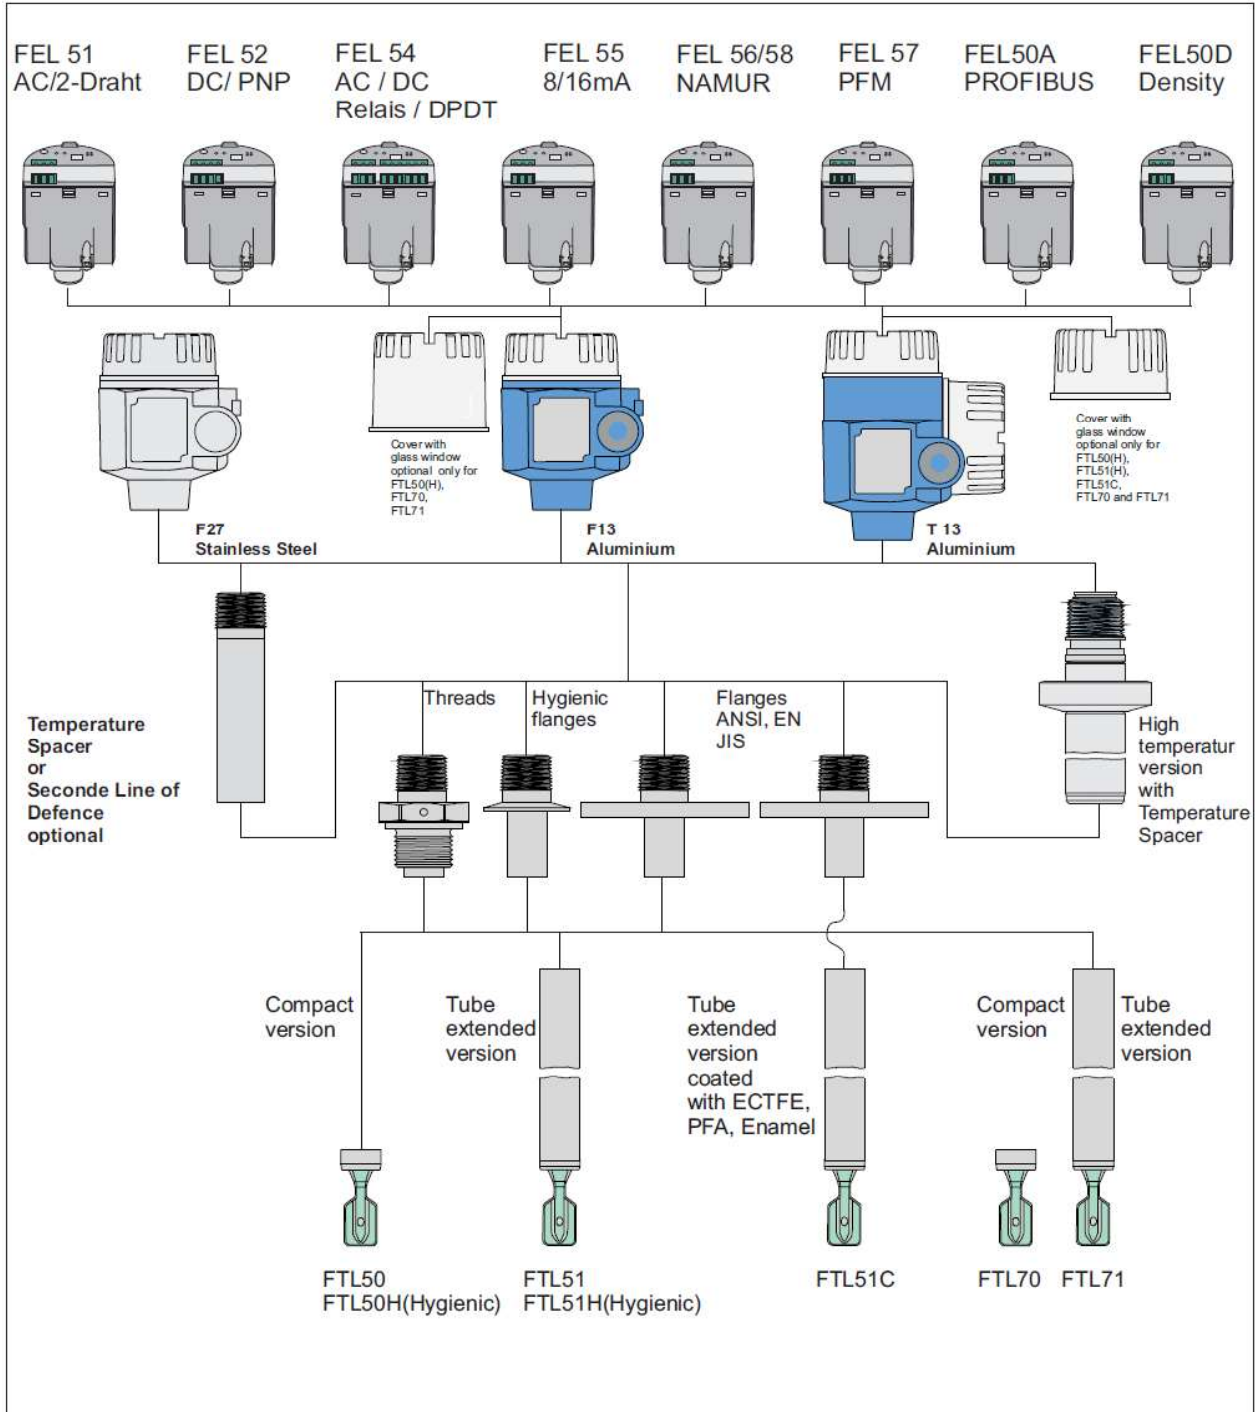 FEL 51
AC/2-Draht
FEL 52
DC/ PNP
FEL 54
AC / DC
Relais / DPDT
FEL 55
8/16mA
FEL 56/58
NAMUR
FEL 57
PFM
FEL50A
PROFIBUS
FEL50D
Density
Cover with
glass window
optional only for
FTL50(H),
FTL70,
FTL71
Cover with
glass window
optional only for
FTL50(H),
FTL51(H),
FTL51C,
FTL70 and FTL71
F27
Stainless Steel
F13
Aluminium
T 13
Aluminium
Temperature
Spacer
or
Seconde Line of
Defence
optional
Threads
Hygienic
flanges
Flanges
ANSI, EN
JIS
High
temperatur
version
with
Temperature
Spacer
Compact
version
Tube
extended
version
Tube
extended
version
coated
with ECTFE,
PFA, Enamel
Compact
version
Tube
extended
version
FTL50
FTL50H(Hygienic)
FTL51
FTL51H(Hygienic)
FTL51C
FTL70
FTL71